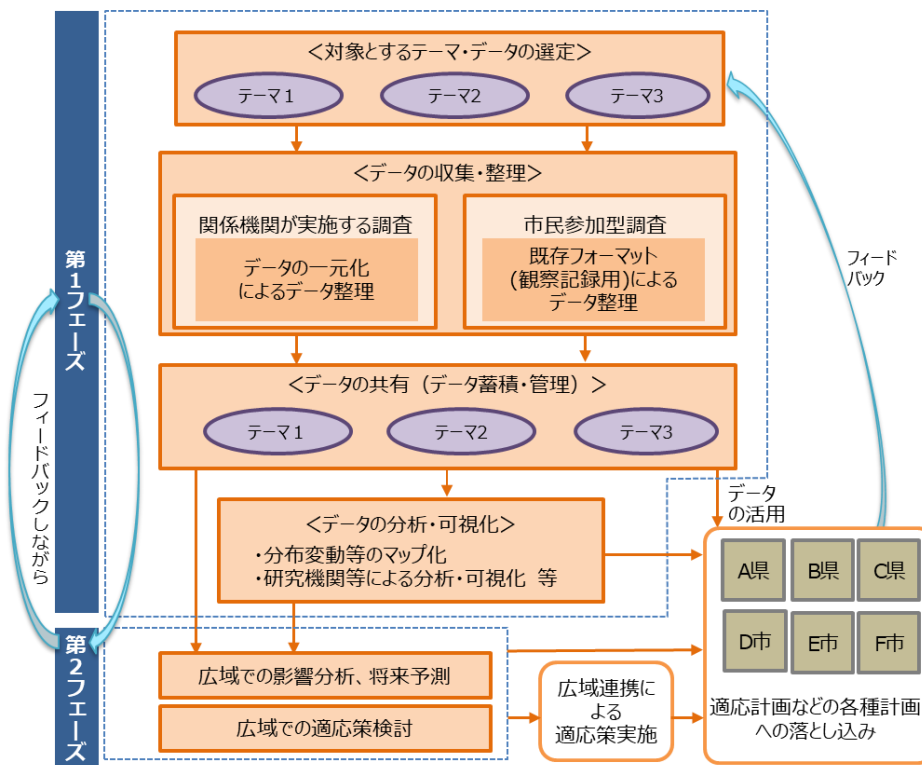 ＜対象とするテーマ・データの選定＞
テーマ1
テーマ2
テーマ3
＜データの収集・整理＞
関係機関が実施する調査
データの一元化
によるデータ整理
市民参加型調査
既存フォーマット
(観察記録用)による
データ整理
フィード
バック
第1フェーズ
フィードバックしながら
＜データの共有（データ蓄積・管理）＞
テーマ1
テーマ2
テーマ3
データ
の活用
＜データの分析・可視化＞
・分布変動等のマップ化
・研究機関等による分析・可視化 等
A県
B県
C県
D市
E市
F市
適応計画などの各種計画
への落とし込み
第2フェーズ
広域での影響分析、将来予測
広域での適応策検討
広域連携に
よる
適応策実施